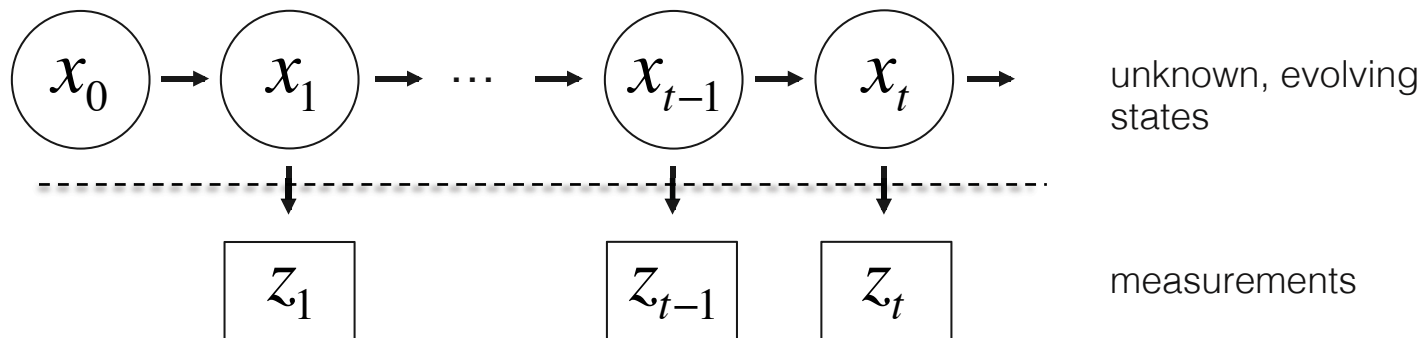 x₀ x₁ ... xₜ₋₁ xₜ unknown, evolving
states
z₁ zₜ₋₁ zₜ measurements